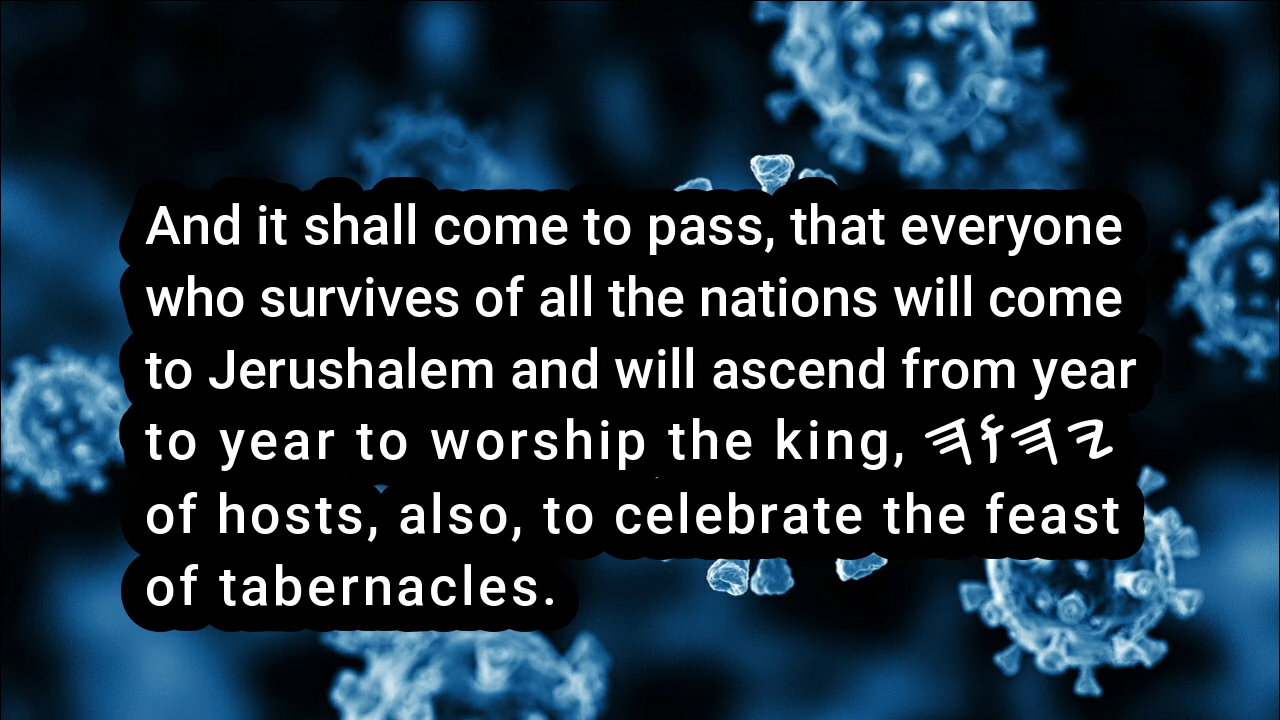 And it shall come to pass, that everyone
who survives of all the nations will come
to Jerushalem and will ascend from year
to year to worship the king, 𐤉𐤄𐤅𐤄
of hosts, also, to celebrate the feast
of tabernacles.